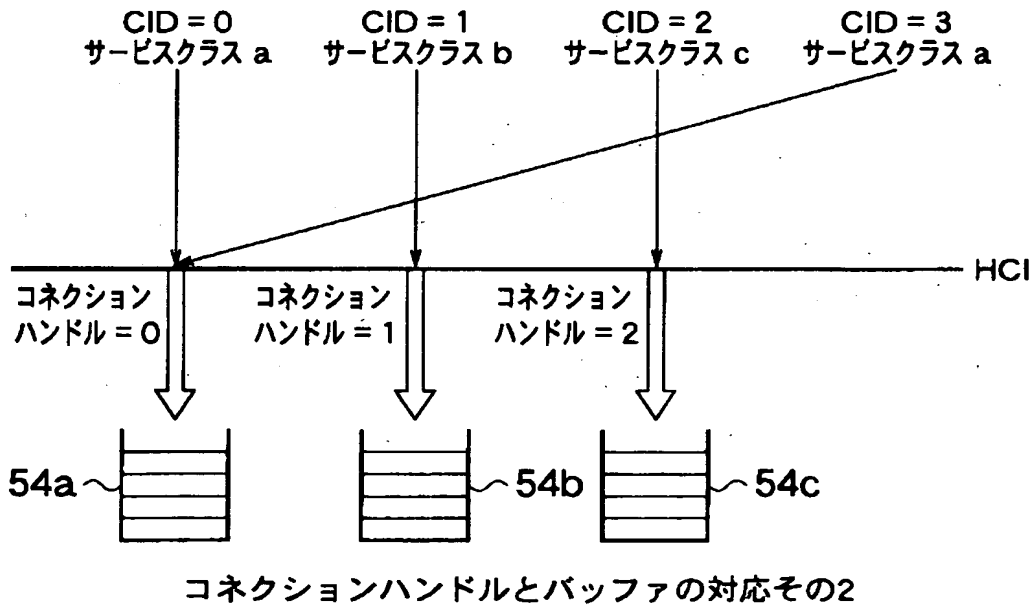 CID = 0
サービスクラス a
CID = 1
サービスクラス b
CID = 2
サービスクラス c
CID = 3
サービスクラス a
HCI
コネクション
ハンドル = 0
コネクション
ハンドル = 1
コネクション
ハンドル = 2
54a
54b
54c
コネクションハンドルとバッファの対応その2